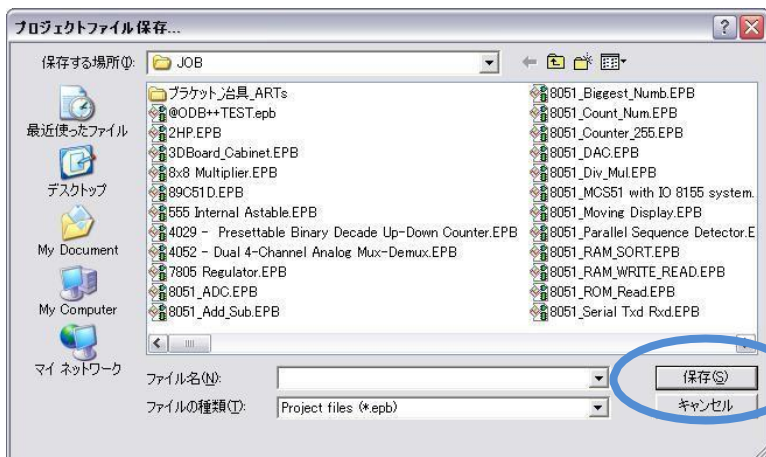 プロジェクトファイル保存...
保存する場所(I):
JOB
最近使ったファイル
デスクトップ
My Document
My Computer
マイ ネットワーク
ブラケット_冶具_ARTs
@ODB++TEST.epb
2HP.EPB
3DBoard_Cabinet.EPB
8x8 Multiplier.EPB
89C51D.EPB
555 Internal Astable.EPB
4029 - Presettable Binary Decade Up-Down Counter.EPB
4052 - Dual 4-Channel Analog Mux-Demux.EPB
7805 Regulator.EPB
8051_ADC.EPB
8051_Add_Sub.EPB
8051_Biggest_Numb.EPB
8051_Count_Num.EPB
8051_Counter_255.EPB
8051_DAC.EPB
8051_Div_Mul.EPB
8051_MCS51 with IO 8155 system.
8051_Moving Display.EPB
8051_Parallel Sequence Detector.E
8051_RAM_SORT.EPB
8051_RAM_WRITE_READ.EPB
8051_ROM_Read.EPB
8051_Serial Txd Rxd.EPB
ファイル名(N):
保存(S)
ファイルの種類(T):
Project files (*.epb)
キャンセル